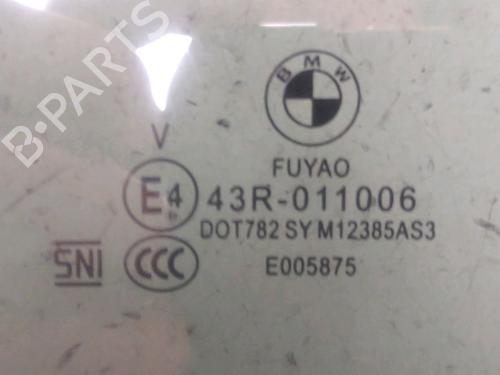 BMW
B-PARTS
V
FUYAO
E4 43R-011006
DOT782 SY M12385AS3
SNI CCC E005875